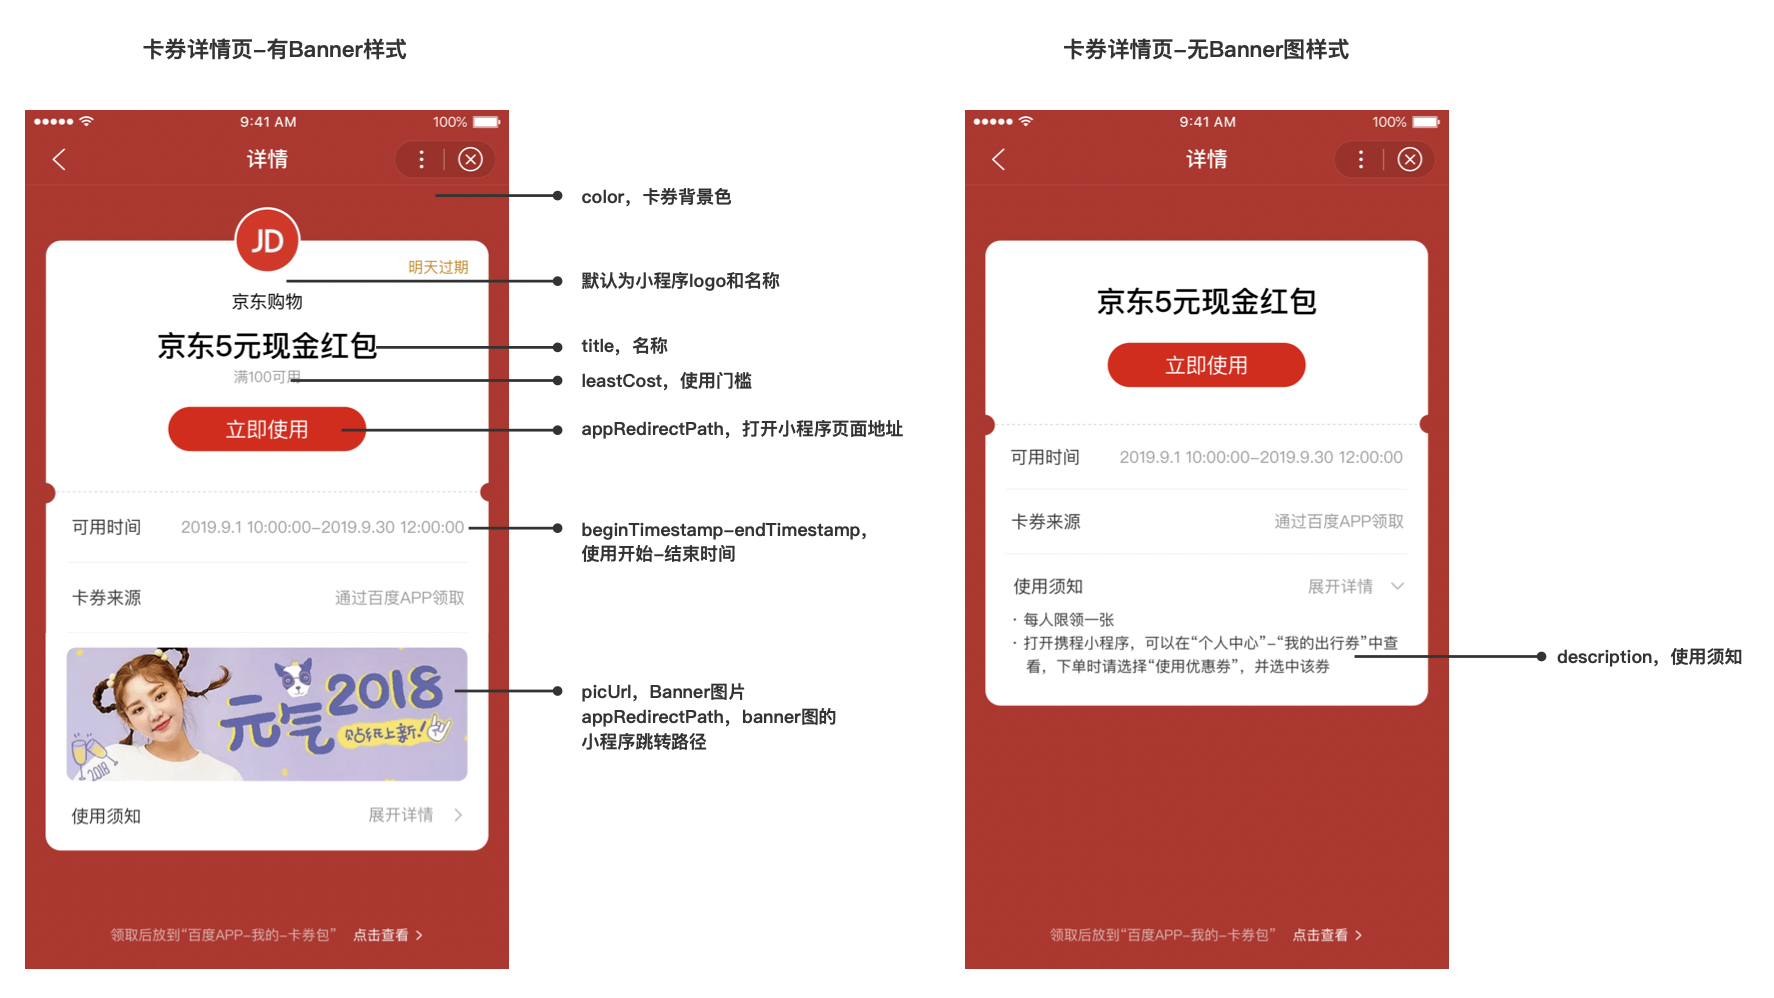 卡券详情页-有Banner样式
9:41 AM
100%
详情
JD
明天过期
京东购物
京东5元现金红包
满100可用
立即使用
可用时间
2019.9.1 10:00:00-2019.9.30 12:00:00
卡券来源
通过百度APP领取
元气2018
贴纸上新!
2018
使用须知
展开详情
领取后放到“百度APP-我的-卡券包”
点击查看
color，卡券背景色
默认为小程序logo和名称
title，名称
leastCost，使用门槛
appRedirectPath，打开小程序页面地址
beginTimestamp-endTimestamp，
使用开始-结束时间
picUrl，Banner图片
appRedirectPath，banner图的
小程序跳转路径
卡券详情页-无Banner图样式
9:41 AM
100%
详情
京东5元现金红包
立即使用
可用时间
2019.9.1 10:00:00-2019.9.30 12:00:00
卡券来源
通过百度APP领取
使用须知
展开详情
· 每人限领一张
· 打开携程小程序，可以在“个人中心”-“我的出行券”中查
看，下单时请选择“使用优惠券”，并选中该券
领取后放到“百度APP-我的-卡券包”
点击查看
description，使用须知